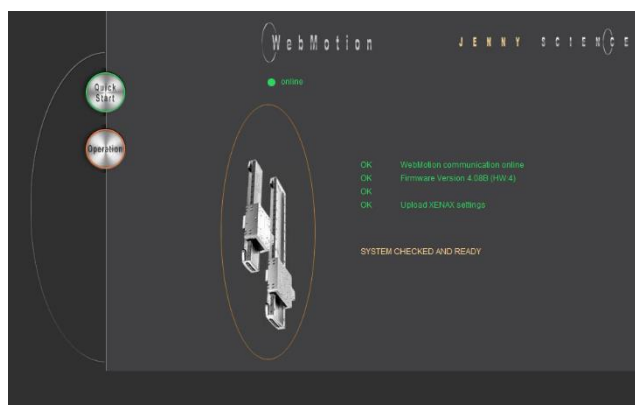 WebMotion
JENNY SCIENCE
online
Quick
Start
Operation
OK WebMotion communication online
OK Firmware Version 4.08B (HW 4)
OK
OK Upload XENAX settings
SYSTEM CHECKED AND READY